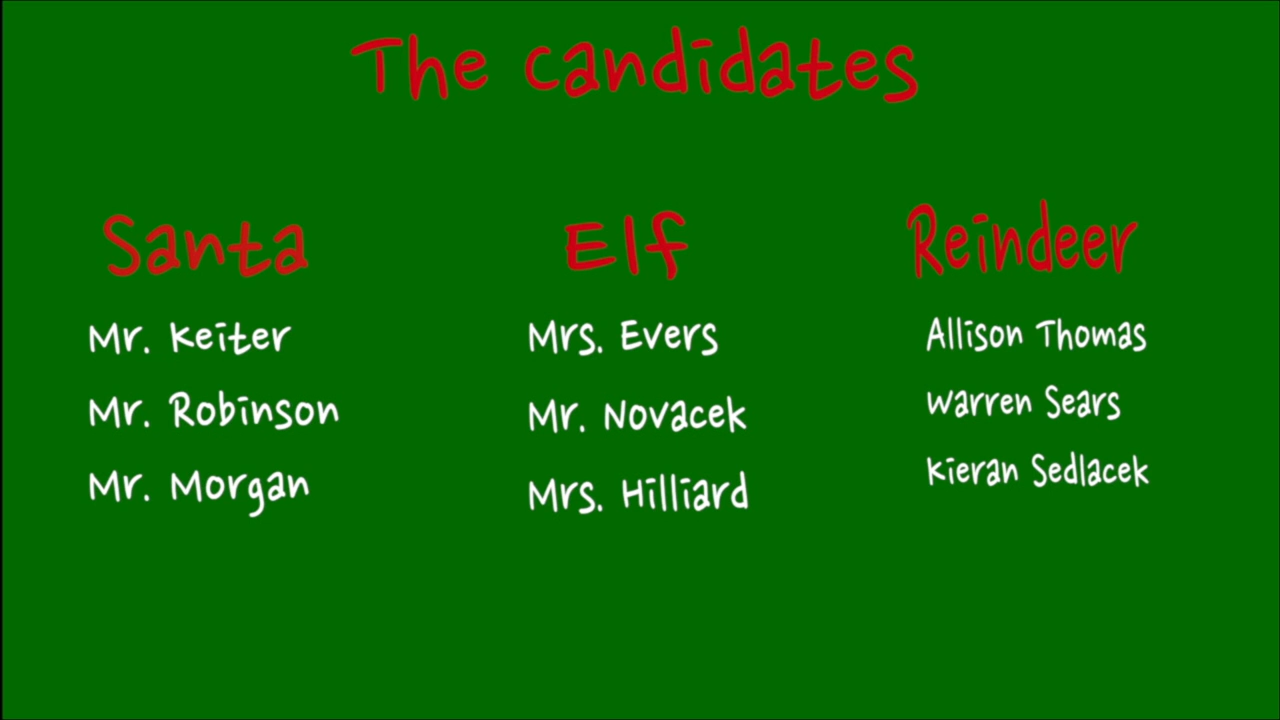 The Candidates
Santa
Mr. Keiter
Mr. Robinson
Mr. Morgan
Elf
Mrs. Evers
Mr. Novacek
Mrs. Hilliard
Reindeer
Allison Thomas
Warren Sears
Kieran Sedlacek